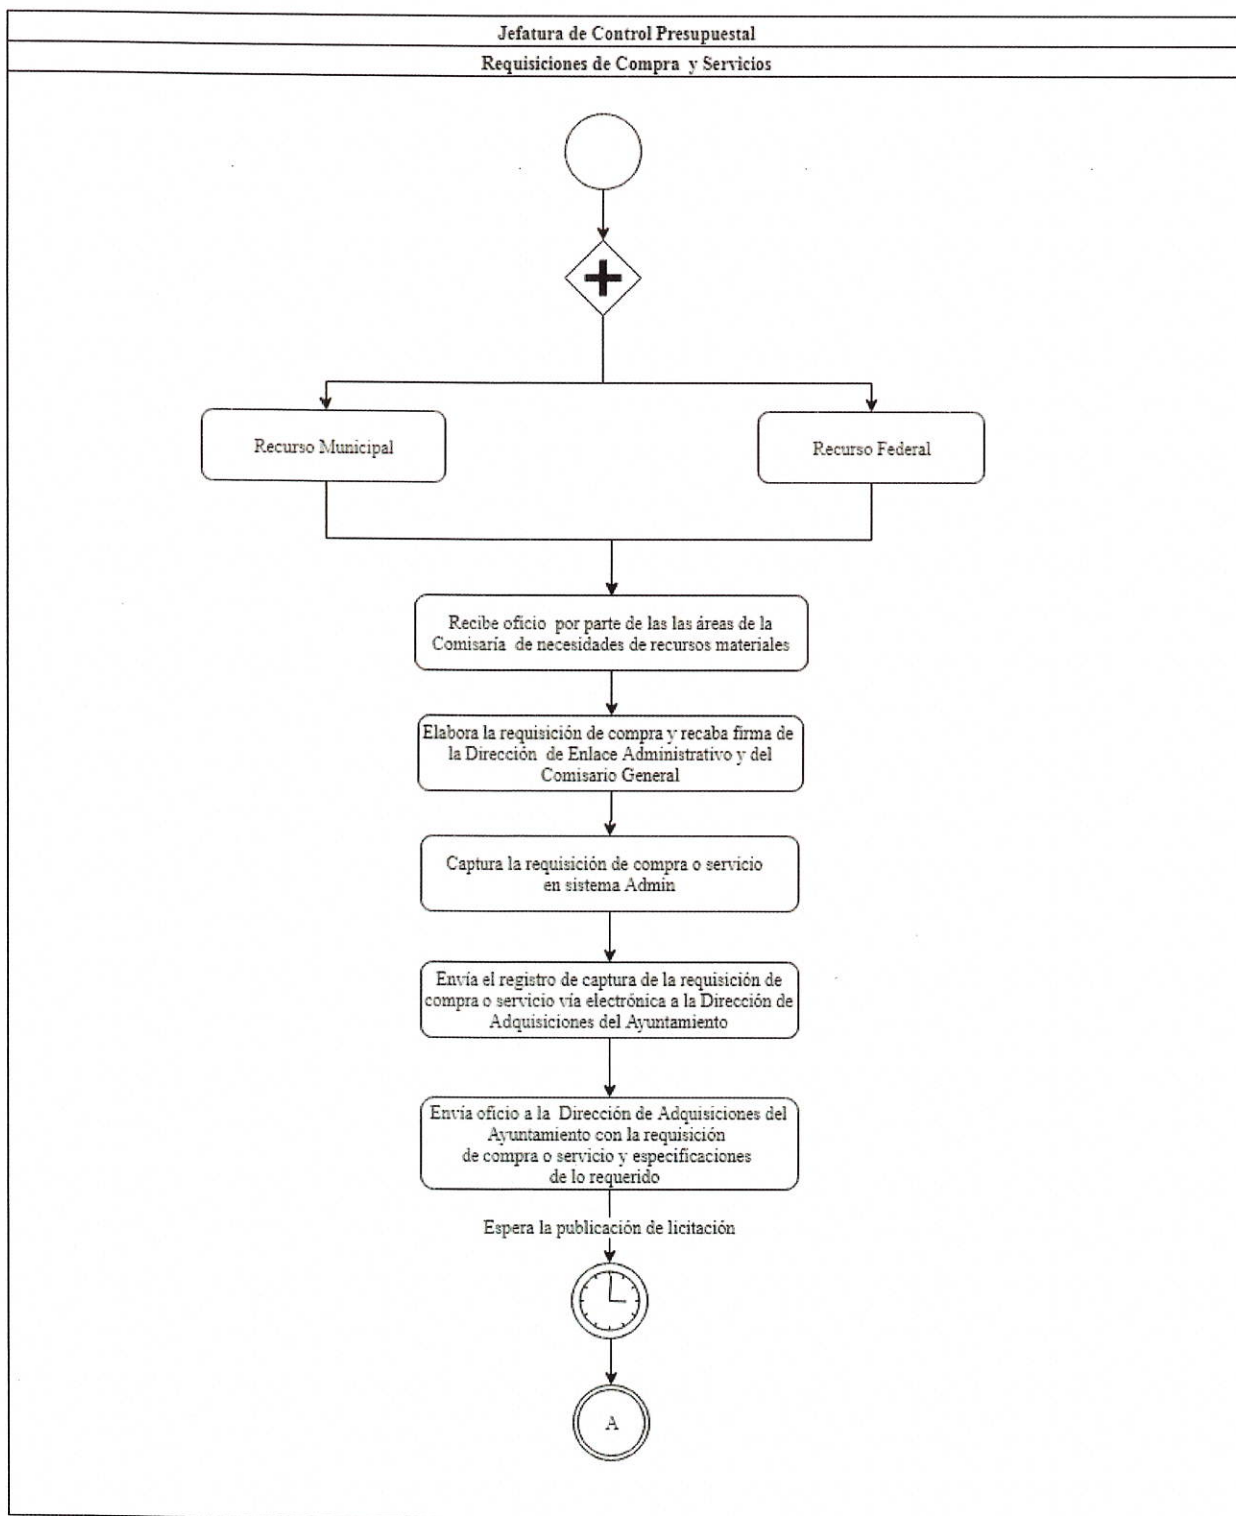 Jefatura de Control Presupuestal
Requisiciones de Compra y Servicios
Recurso Municipal
Recurso Federal
Recibe oficio por parte de las las áreas de la
Comisaría de necesidades de recursos materiales
Elabora la requisición de compra y recaba firma de
la Dirección de Enlace Administrativo y del
Comisario General
Captura la requisición de compra o servicio
en sistema Admin
Envía el registro de captura de la requisición de
compra o servicio vía electrónica a la Dirección de
Adquisiciones del Ayuntamiento
Envía oficio a la Dirección de Adquisiciones del
Ayuntamiento con la requisición
de compra o servicio y especificaciones
de lo requerido
Espera la publicación de licitación
A